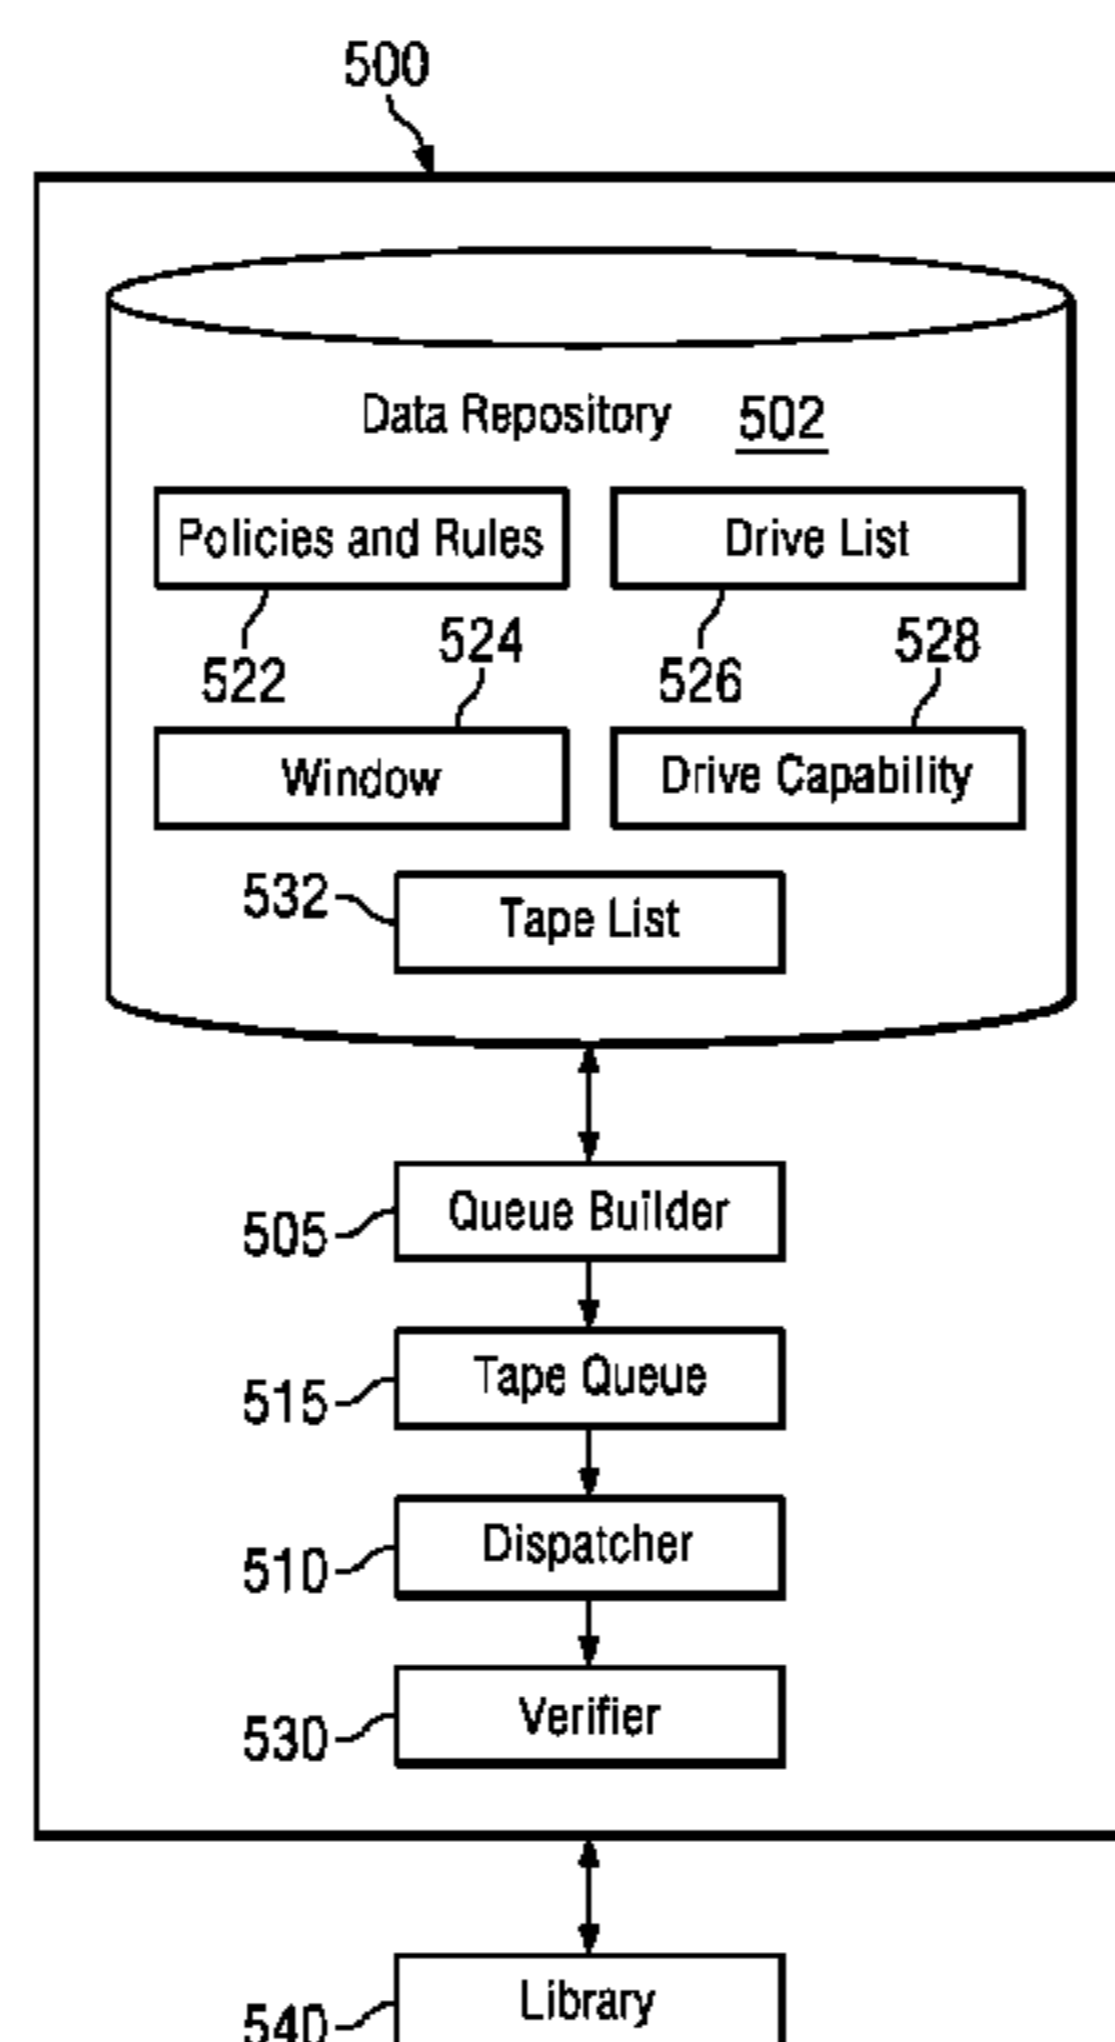 500
Data Repository 502
Policies and Rules
Drive List
522
524
526
528
Window
Drive Capability
532
Tape List
Queue Builder
505
Tape Queue
515
Dispatcher
510
Verifier
530
Library
540